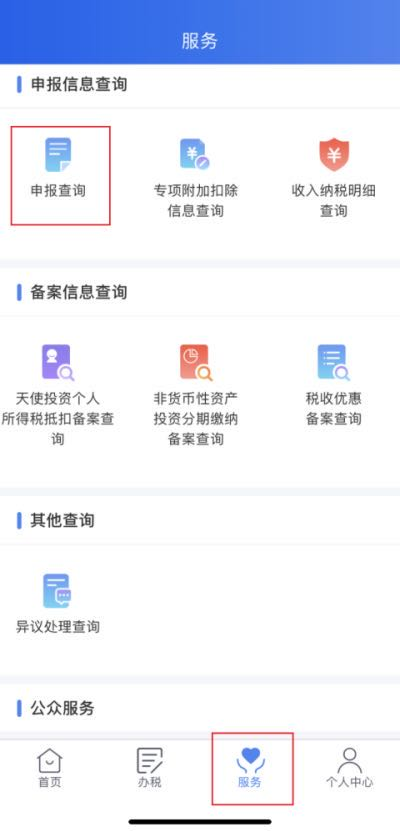 服务
申报信息查询
申报查询
专项附加扣除
信息查询
收入纳税明细
查询
备案信息查询
天使投资个人
所得税抵扣备案查
询
非货币性资产
投资分期缴纳
备案查询
税收优惠
备案查询
其他查询
异议处理查询
公众服务
首页
办税
服务
个人中心